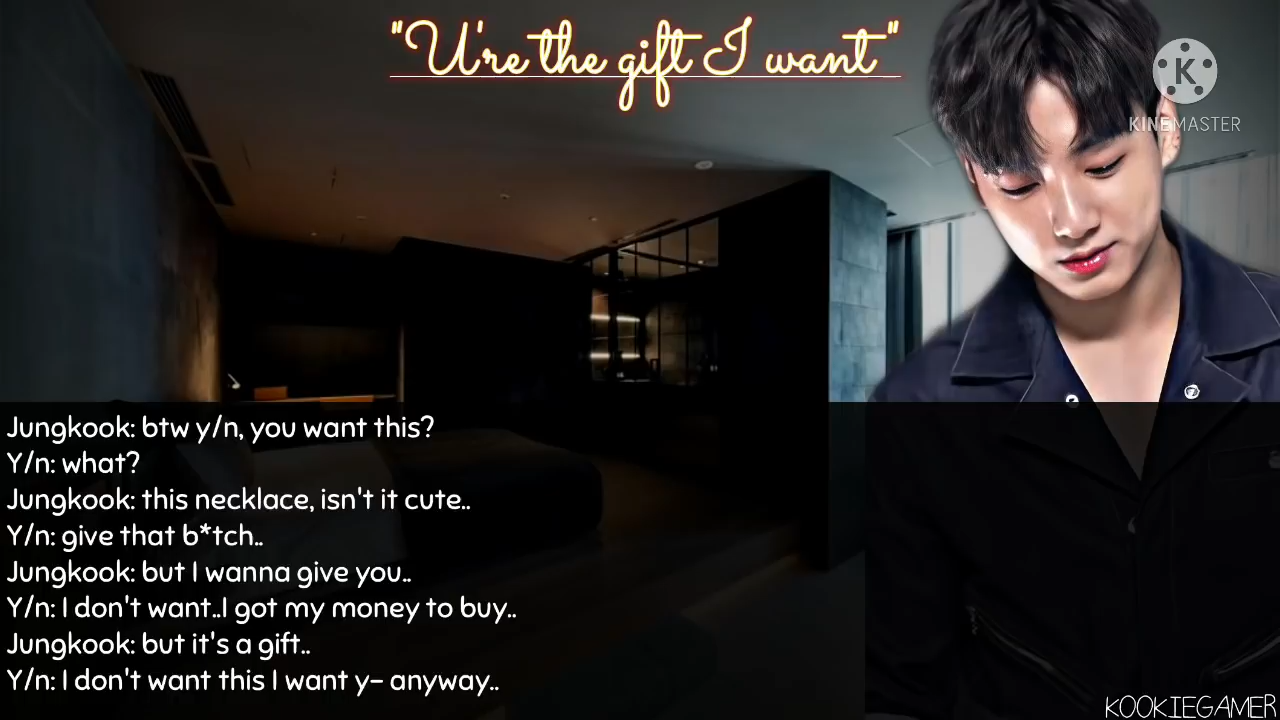 "U're the gift I want"
K
KINEMASTER
Jungkook: btw y/n, you want this?
Y/n: what?
Jungkook: this necklace, isn't it cute..
Y/n: give that b*tch..
Jungkook: but I wanna give you..
Y/n: I don't want..I got my money to buy..
Jungkook: but it's a gift..
Y/n: I don't want this I want y- anyway..
KOOKIEGAMER